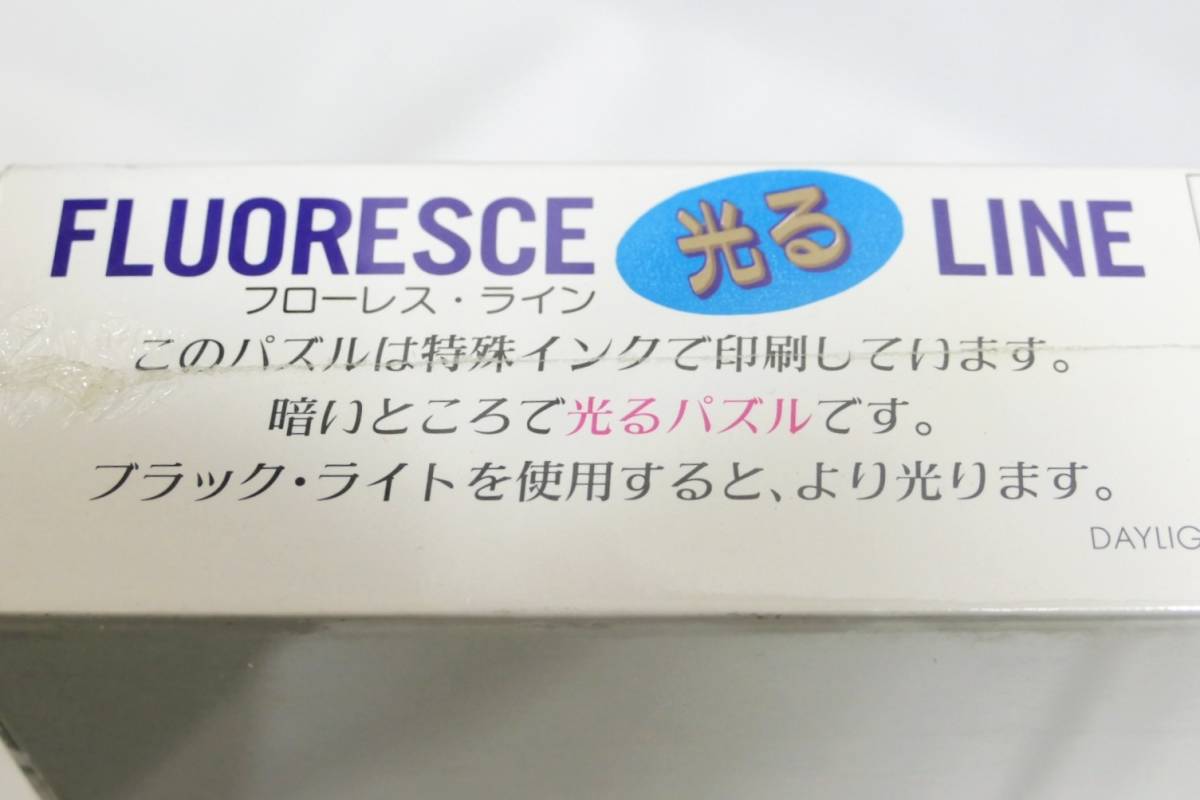 FLUORESCE 光る LINE
フローレス・ライン
このパズルは特殊インクで印刷しています。
暗いところで光るパズルです。
ブラック・ライトを使用すると、より光ります。